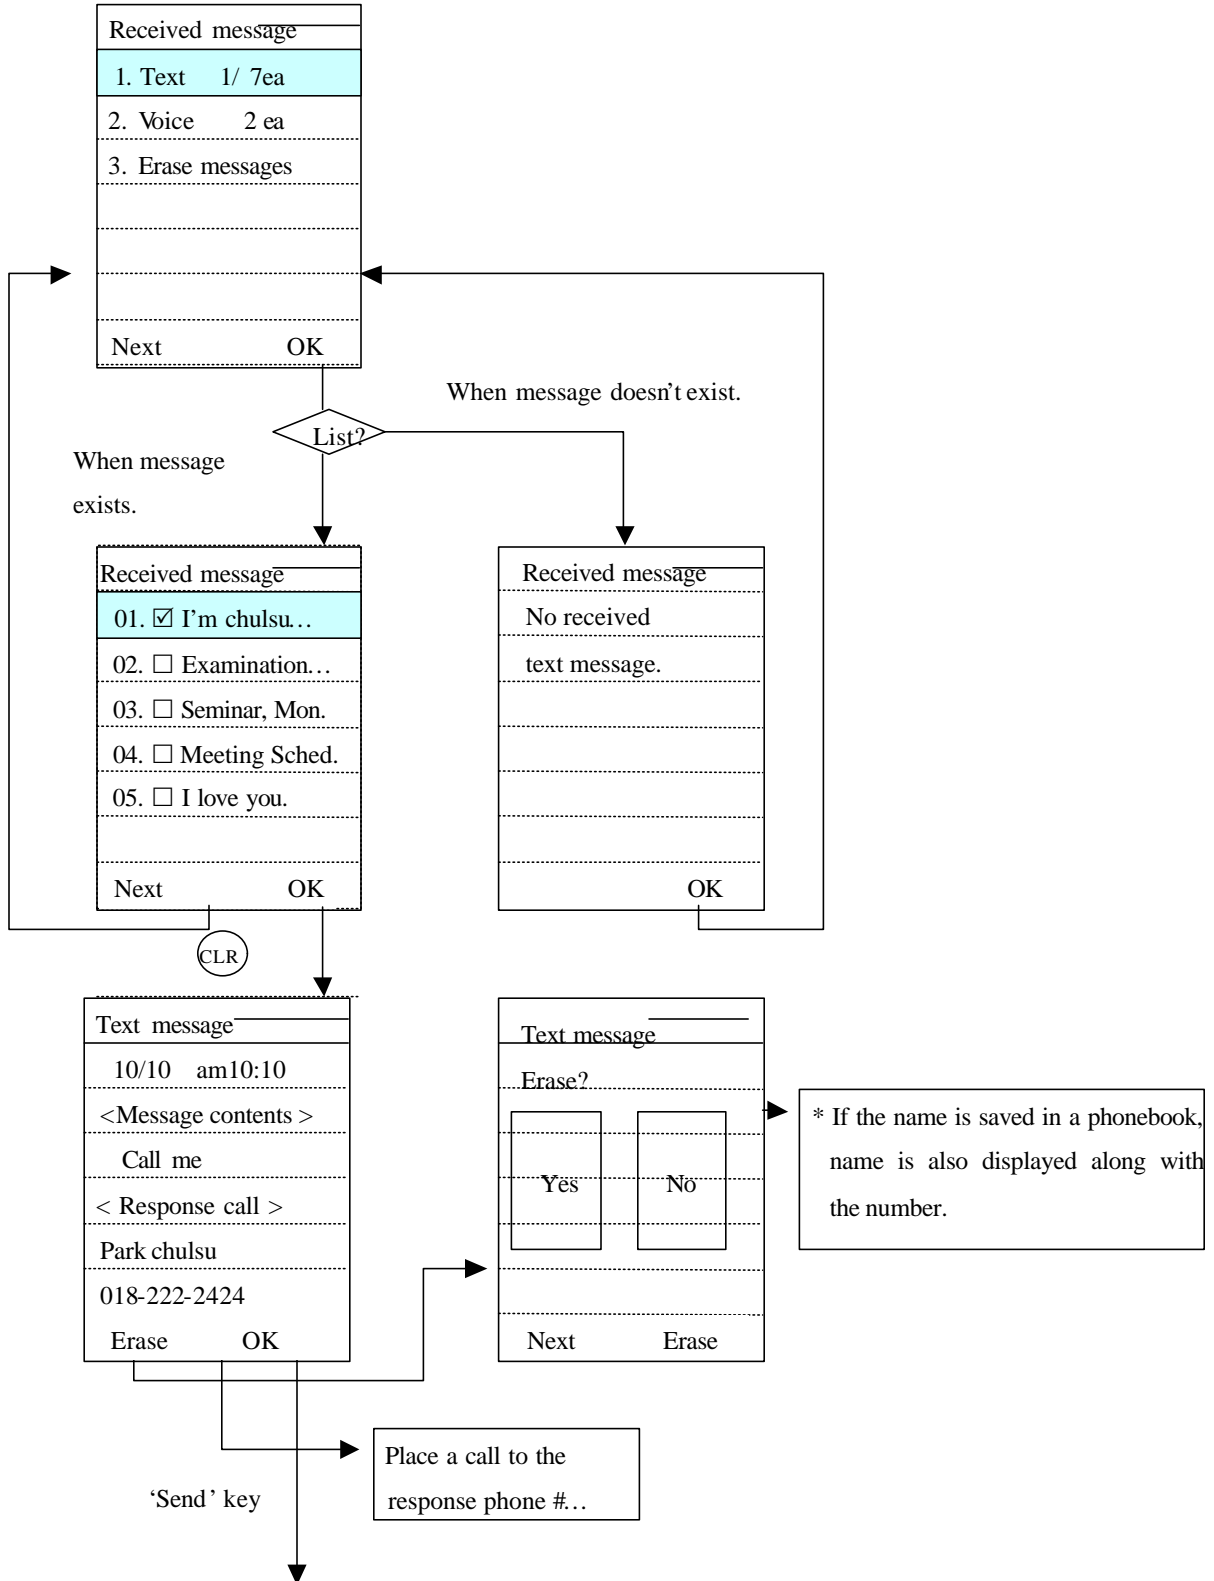 Received message
1. Text 1/ 7ea
2. Voice 2 ea
3. Erase messages
Next OK
When message doesn't exist.
List?
When message
exists.
Received message
01. ☑ I'm chulsu…
02. ☐ Examination…
03. ☐ Seminar, Mon.
04. ☐ Meeting Sched.
05. ☐ I love you.
Next OK
CLR
Received message
No received
text message.
OK
Text message
10/10 am10:10
<Message contents >
Call me
< Response call >
Park chulsu
018-222-2424
Erase OK
Text message
Erase?
Yes No
Next Erase
* If the name is saved in a phonebook,
name is also displayed along with
the number.
Place a call to the
response phone #…
‘Send’ key